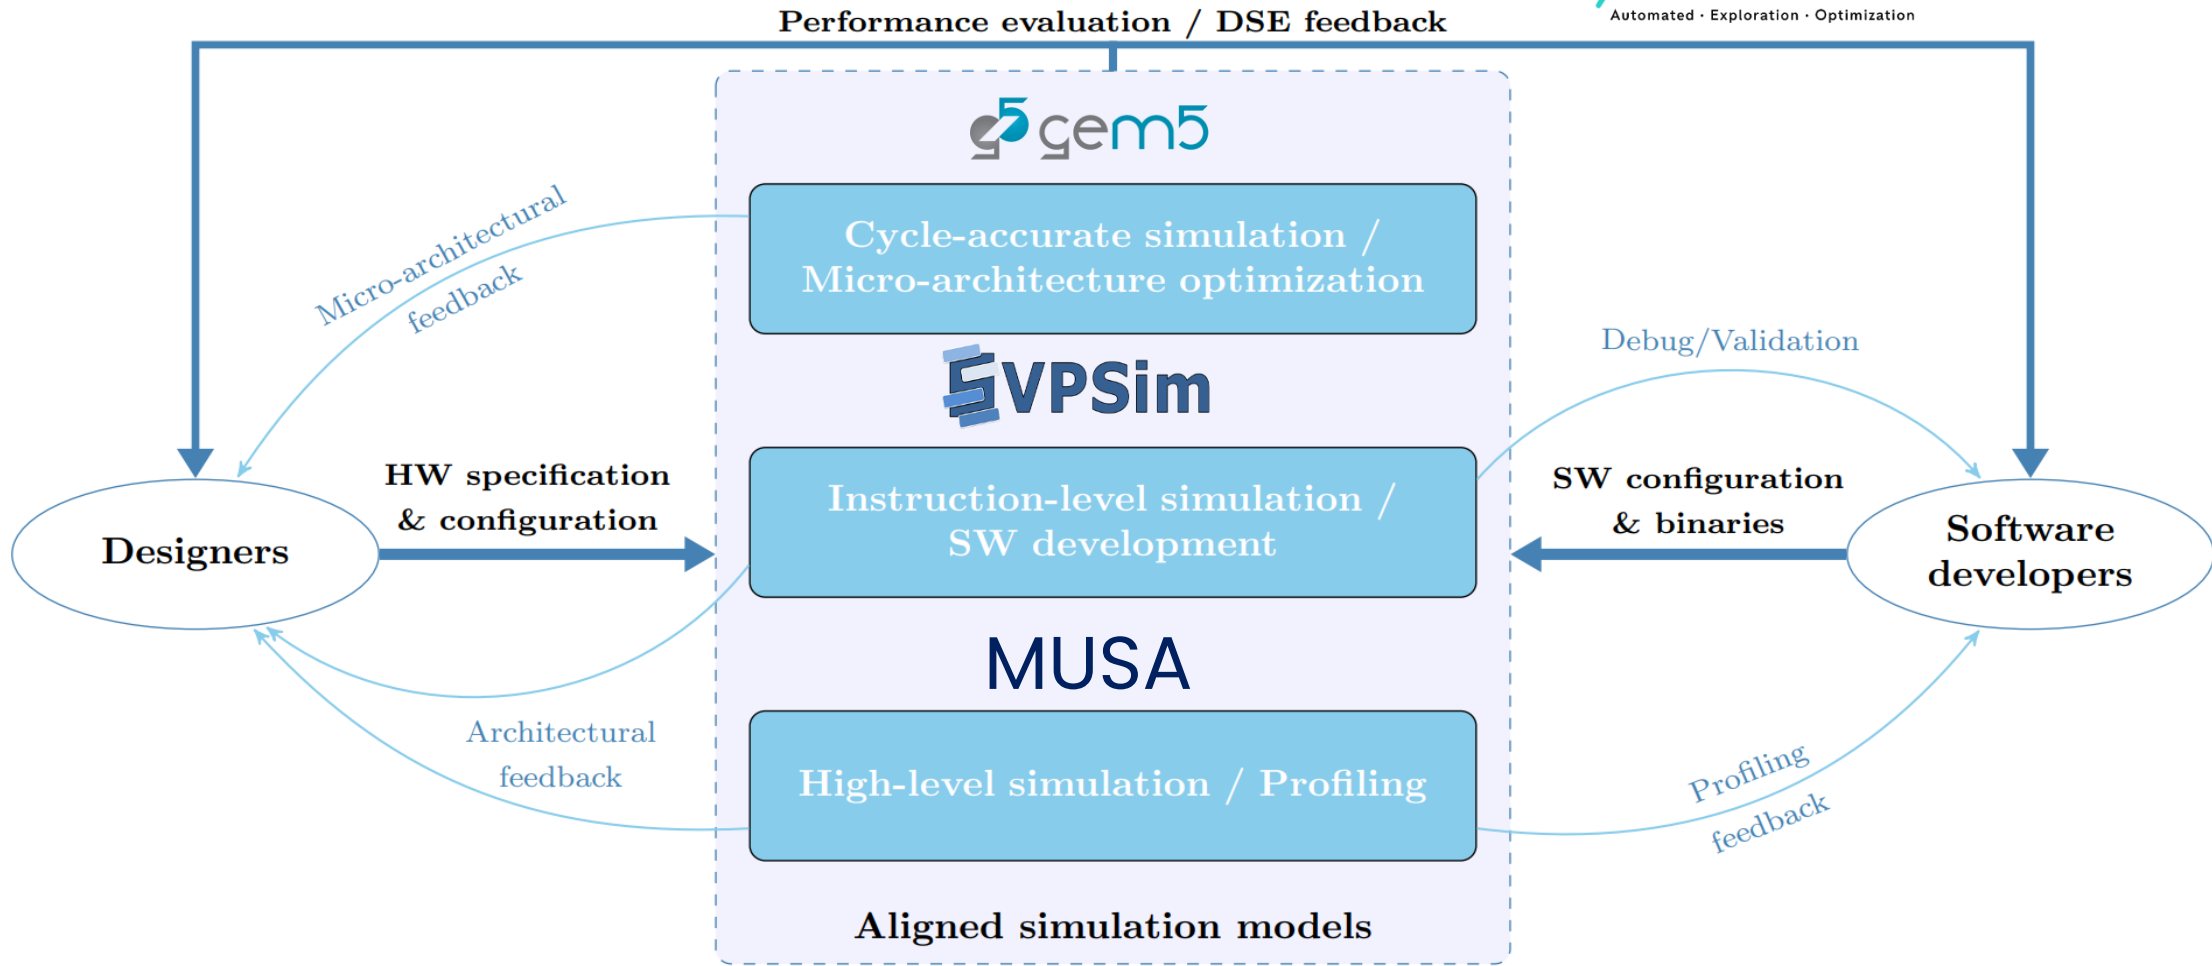 Performance evaluation / DSE feedback
Automated · Exploration · Optimization
gem5
Micro-architectural
feedback
Cycle-accurate simulation /
Micro-architecture optimization
VPSim
Debug/Validation
HW specification
& configuration
Instruction-level simulation /
SW development
SW configuration
& binaries
Designers
Software
developers
MUSA
Architectural
feedback
High-level simulation / Profiling
Profiling
feedback
Aligned simulation models